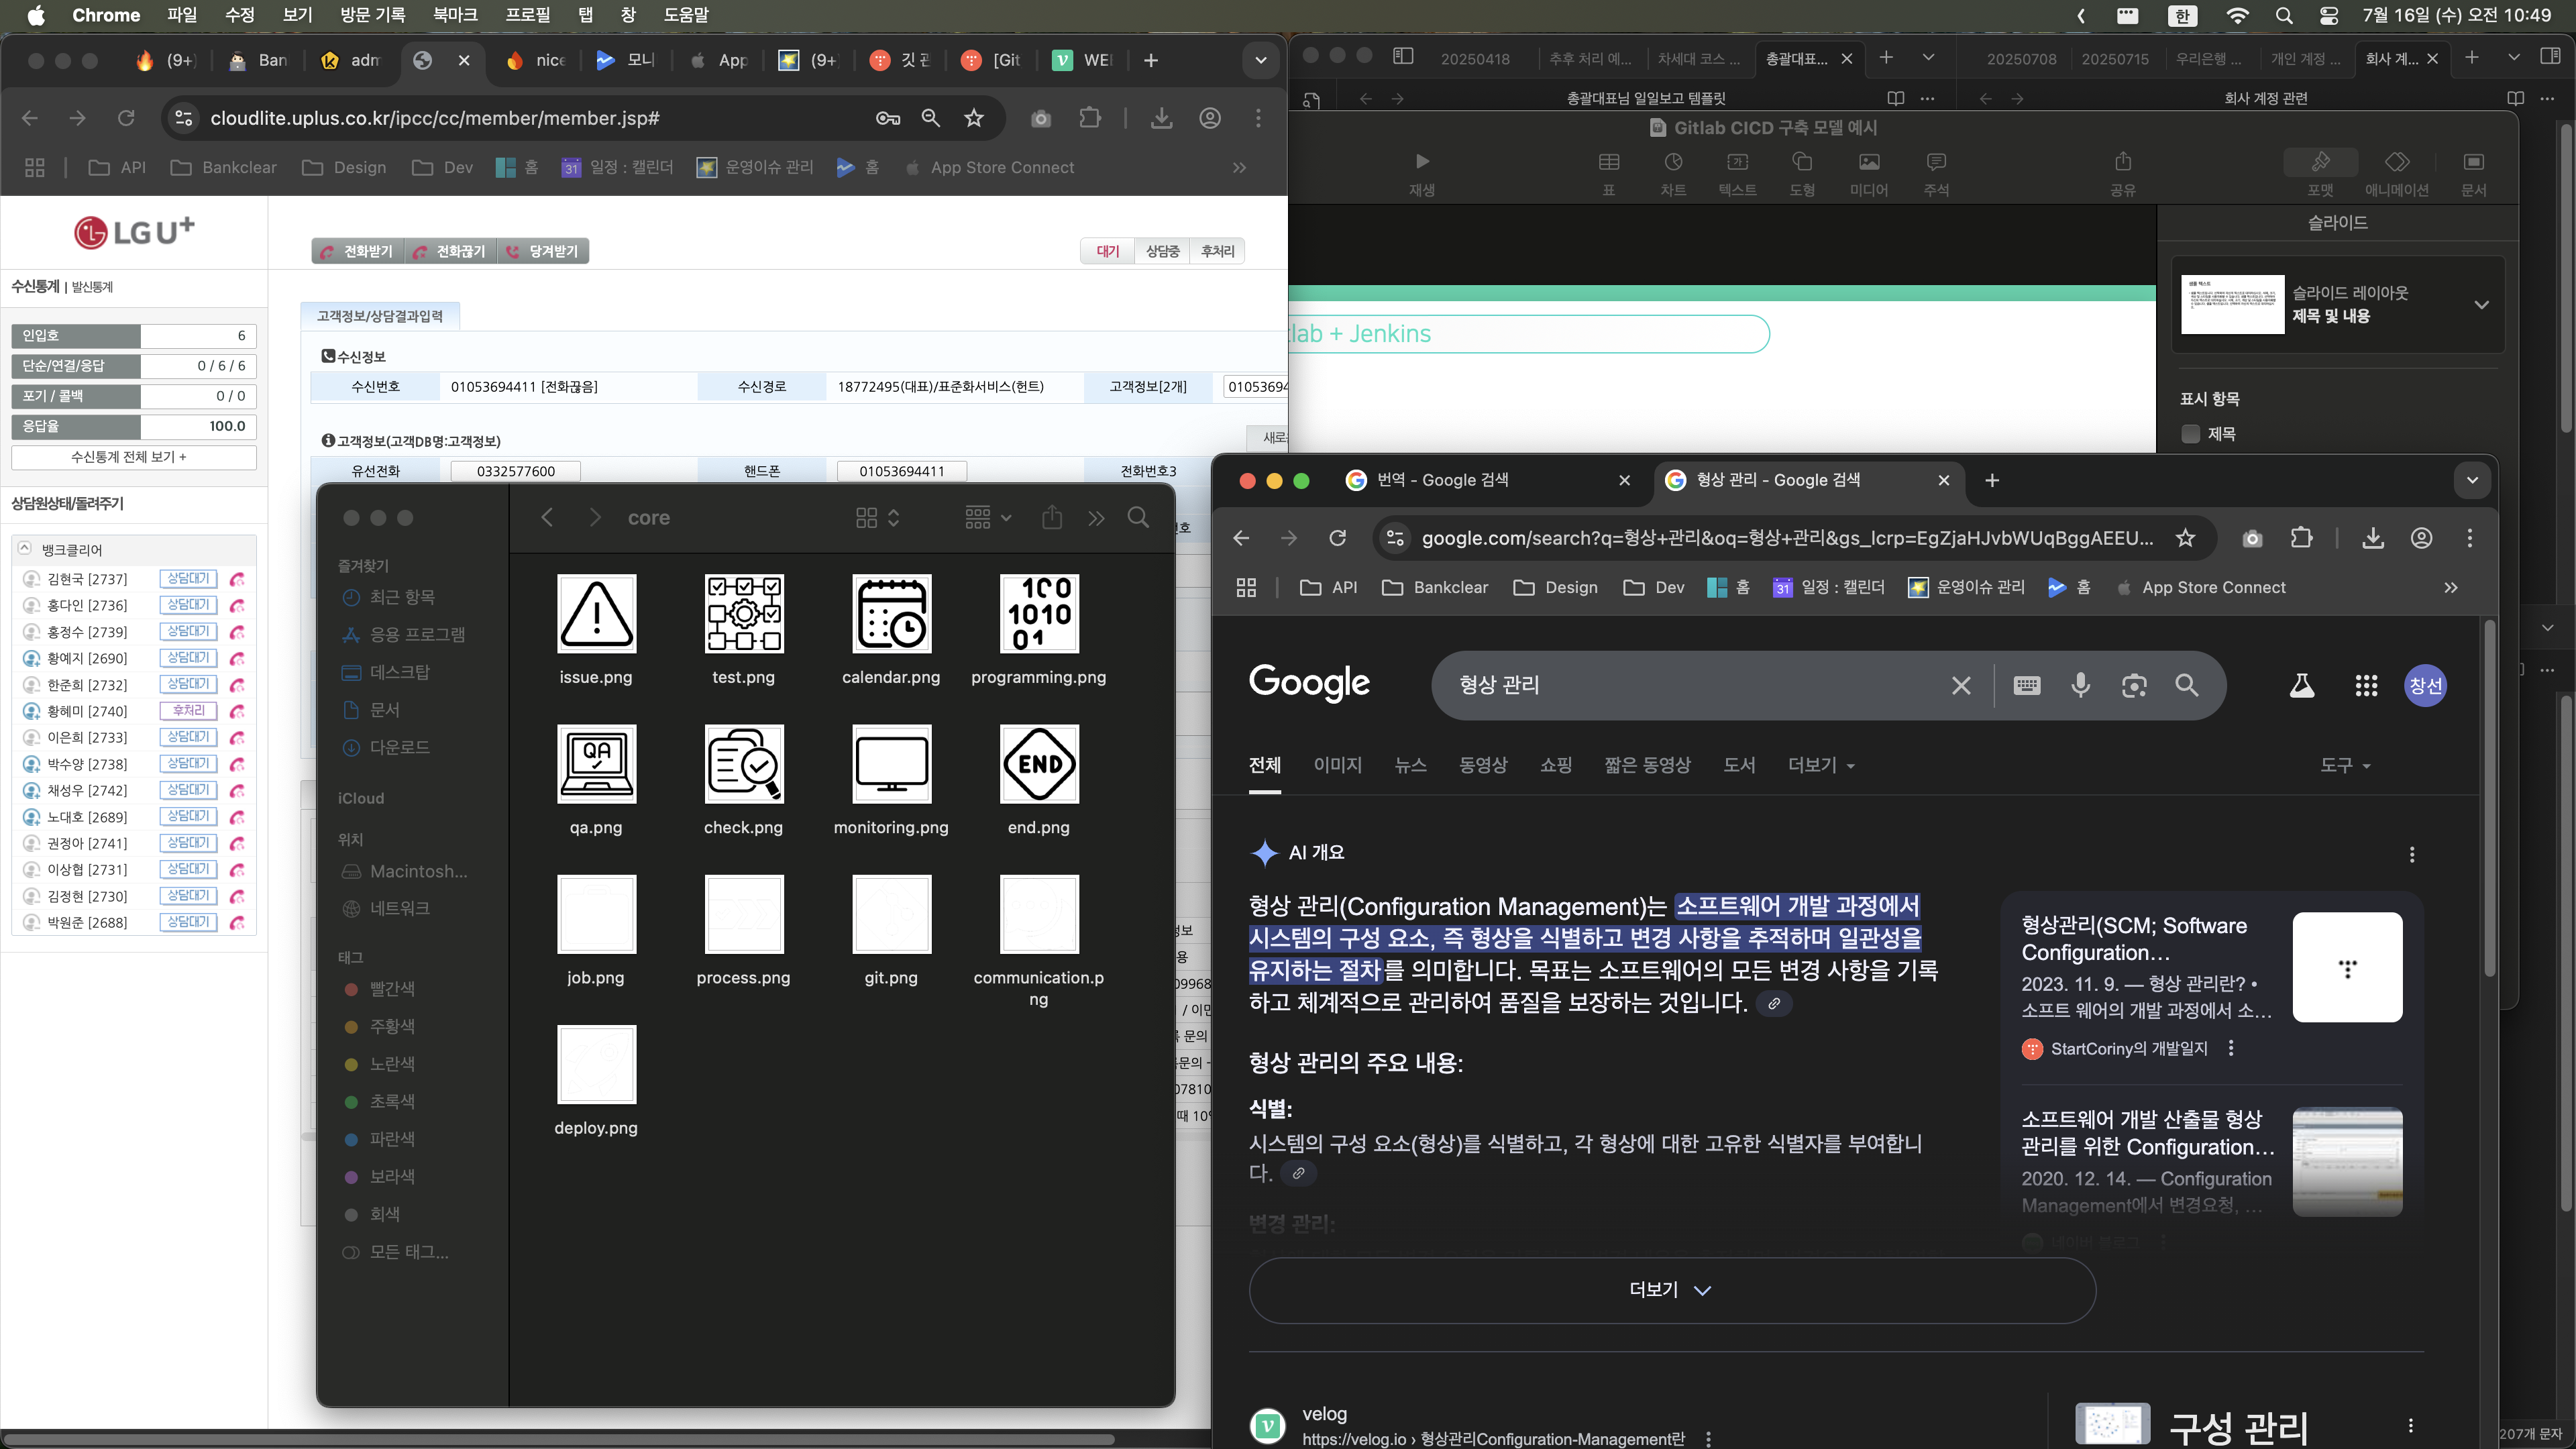 Chrome 파일 수정 보기 방문 기록 북마크 프로필 탭 창 도움말
한 7월 16일 (수) 오전 10:49
(9+) Ban adm nice 모니 App (9+ 깃 관 [Git WEI
cloudlite.uplus.co.kr/ipcc/cc/member/member.jsp#
API Bankclear Design Dev 홈 31 일정 : 캘린더 운영이슈 관리 홈 App Store Connect
LG U+
전화받기 전화끊기 당겨받기
대기 상담중 후처리
수신통계 | 발신통계
인입호 6
단순/연결/응답 0 / 6 / 6
포기 / 콜백 0 / 0
응답율 100.0
수신통계 전체 보기 +
상담원상태/돌려주기
뱅크클리어
김현국 [2737] 상담대기
홍다인 [2736] 상담대기
홍정수 [2739] 상담대기
황예지 [2690] 상담대기
한준희 [2732] 상담대기
황혜미 [2740] 후처리
이은희 [2733] 상담대기
박수양 [2738] 상담대기
채성우 [2742] 상담대기
노대호 [2689] 상담대기
권정아 [2741] 상담대기
이상협 [2731] 상담대기
김정현 [2730] 상담대기
박원준 [2688] 상담대기
고객정보/상담결과입력
수신정보
수신번호 01053694411 [전화끊음] 수신경로 18772495(대표)/표준화서비스(헌트) 고객정보[2개] 0105369
고객정보(고객DB명:고객정보)
새로
유선전화 0332577600 핸드폰 01053694411 전화번호3
호
정보
용
09968
/ 이민
록 문의
록문의 -
07810
때 10
core
즐겨찾기
최근 항목
응용 프로그램
데스크탑
문서
다운로드
iCloud
위치
Macintosh...
네트워크
태그
빨간색
주황색
노란색
초록색
파란색
보라색
회색
모든 태그...
100
1010
01
issue.png test.png calendar.png programming.png
QA
END
qa.png check.png monitoring.png end.png
job.png process.png git.png communication.png
deploy.png
20250418 추후 처리 예... 차세대 코스 ... 총괄대표...
20250708 20250715 우리은행 ... 개인 계정 ... 회사 계...
총괄대표님 일일보고 템플릿
회사 계정 관련
Gitlab CICD 구축 모델 예시
재생 표 차트 텍스트 도형 미디어 주석 공유 포맷 애니메이션 문서
슬라이드
슬라이드 레이아웃
제목 및 내용
표시 항목
제목
lab + Jenkins
번역 - Google 검색
형상 관리 - Google 검색
google.com/search?q=형상+관리&oq=형상+관리&gs_lcrp=EgZjaHJvbWUqBggAEEU...
API Bankclear Design Dev 홈 31 일정 : 캘린더 운영이슈 관리 홈 App Store Connect
Google
형상 관리
창선
전체 이미지 뉴스 동영상 쇼핑 짧은 동영상 도서 더보기 도구
AI 개요
형상 관리(Configuration Management)는 소프트웨어 개발 과정에서
시스템의 구성 요소, 즉 형상을 식별하고 변경 사항을 추적하며 일관성을
유지하는 절차를 의미합니다. 목표는 소프트웨어의 모든 변경 사항을 기록
하고 체계적으로 관리하여 품질을 보장하는 것입니다.
형상 관리의 주요 내용:
식별:
시스템의 구성 요소(형상)를 식별하고, 각 형상에 대한 고유한 식별자를 부여합니
다.
변경 관리:
형상관리(SCM; Software
Configuration...
2023. 11. 9. — 형상 관리란? •
소프트 웨어의 개발 과정에서 소...
StartCoriny의 개발일지
소프트웨어 개발 산출물 형상
관리를 위한 Configuration...
2020. 12. 14. — Configuration
Management에서 변경요청, ...
네이버 블로그
더보기
velog
https://velog.io › 형상관리Configuration-Management란
구성 관리
207개 문자